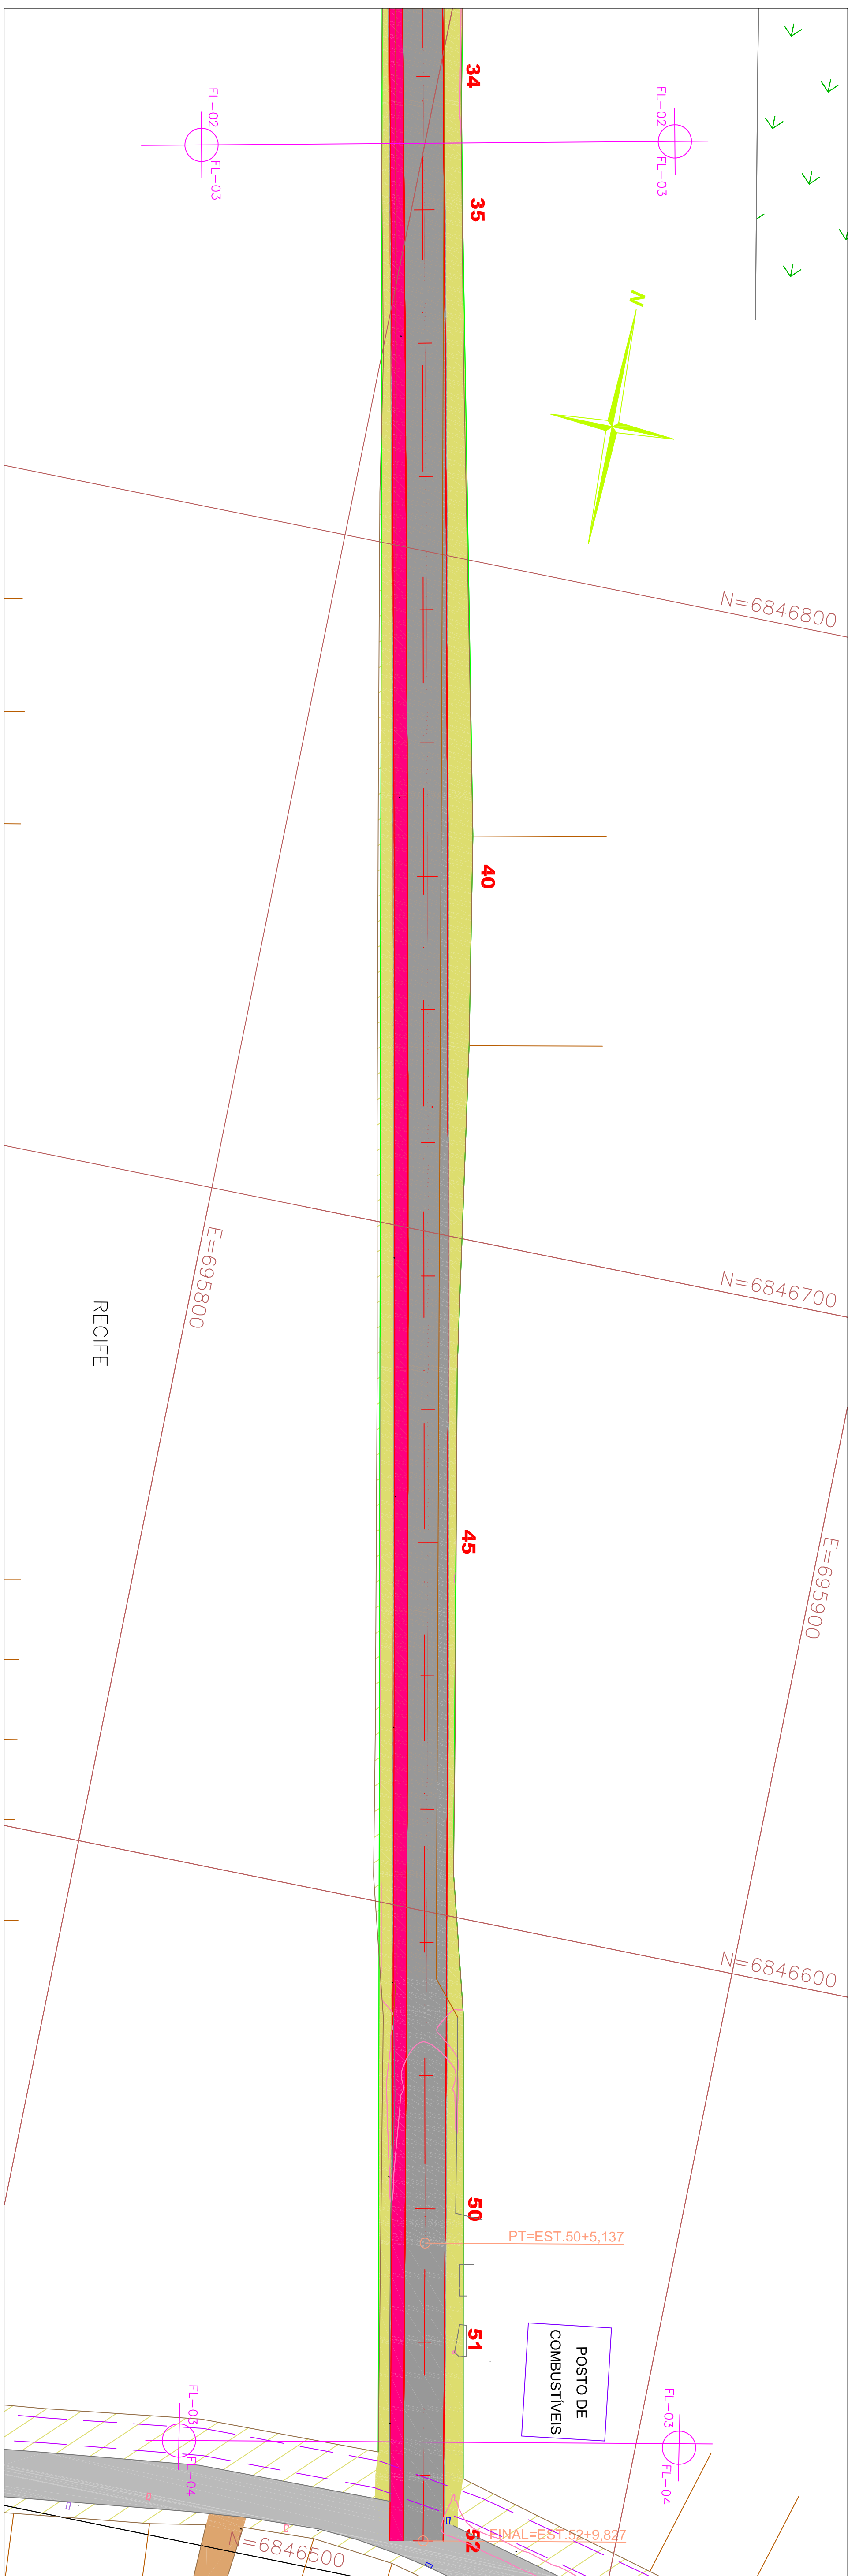 34
FL-02
FL-03
FL-02
FL-03
35
N
N=6846800
40
N=6846700
E=695800
RECIFE
45
E=695900
N=6846600
50
PT=EST.50+5,137
51
POSTO DE
COMBUSTÍVEIS
FL-03
FL-04
FL-03
FL-04
52
FINAL=EST.52+9,827
N=6846500